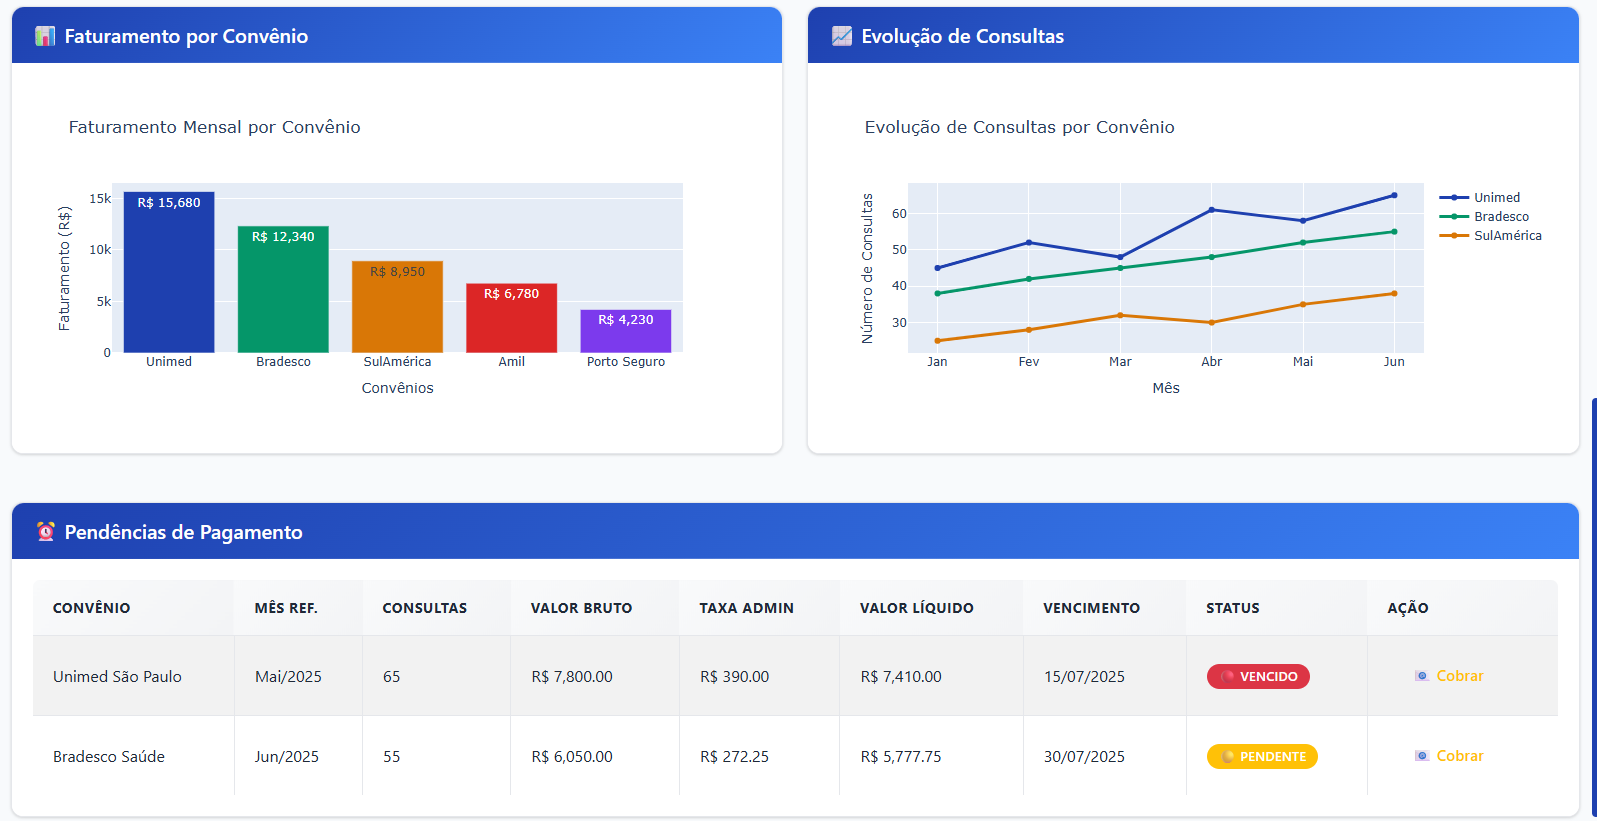 Faturamento por Convênio
Faturamento Mensal por Convênio
Faturamento (R$)
15k
10k
5k
0
R$ 15,680
R$ 12,340
R$ 8,950
R$ 6,780
R$ 4,230
Unimed Bradesco SulAmérica Amil Porto Seguro
Convênios
Evolução de Consultas
Evolução de Consultas por Convênio
Número de Consultas
60
50
40
30
Jan Fev Mar Abr Mai Jun
Mês
Unimed
Bradesco
SulAmérica
Pendências de Pagamento
CONVÊNIO MÊS REF. CONSULTAS VALOR BRUTO TAXA ADMIN VALOR LÍQUIDO VENCIMENTO STATUS AÇÃO
Unimed São Paulo Mai/2025 65 R$ 7,800.00 R$ 390.00 R$ 7,410.00 15/07/2025 VENCIDO Cobrar
Bradesco Saúde Jun/2025 55 R$ 6,050.00 R$ 272.25 R$ 5,777.75 30/07/2025 PENDENTE Cobrar